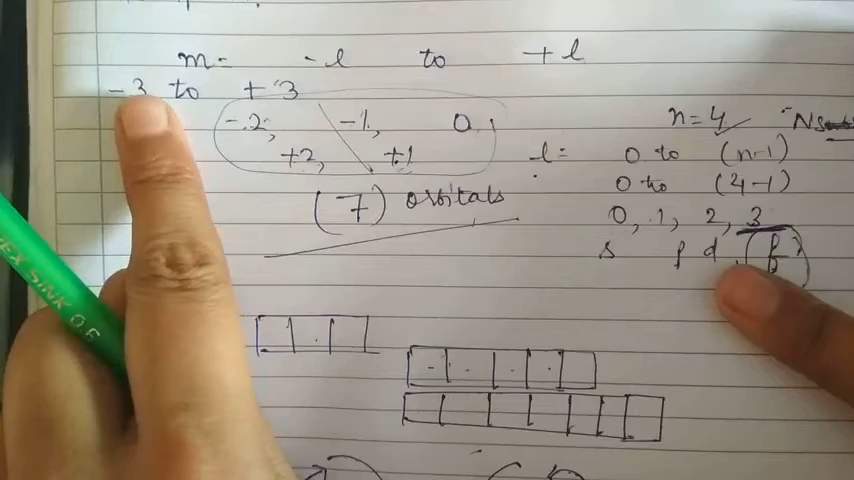 m= -l to +l
-3 to +3
-2, -1, 0,
+2, +1
(7) orbitals
n=4
l= 0 to (n-1)
0 to (4-1)
0, 1, 2, 3
s p d, (f)